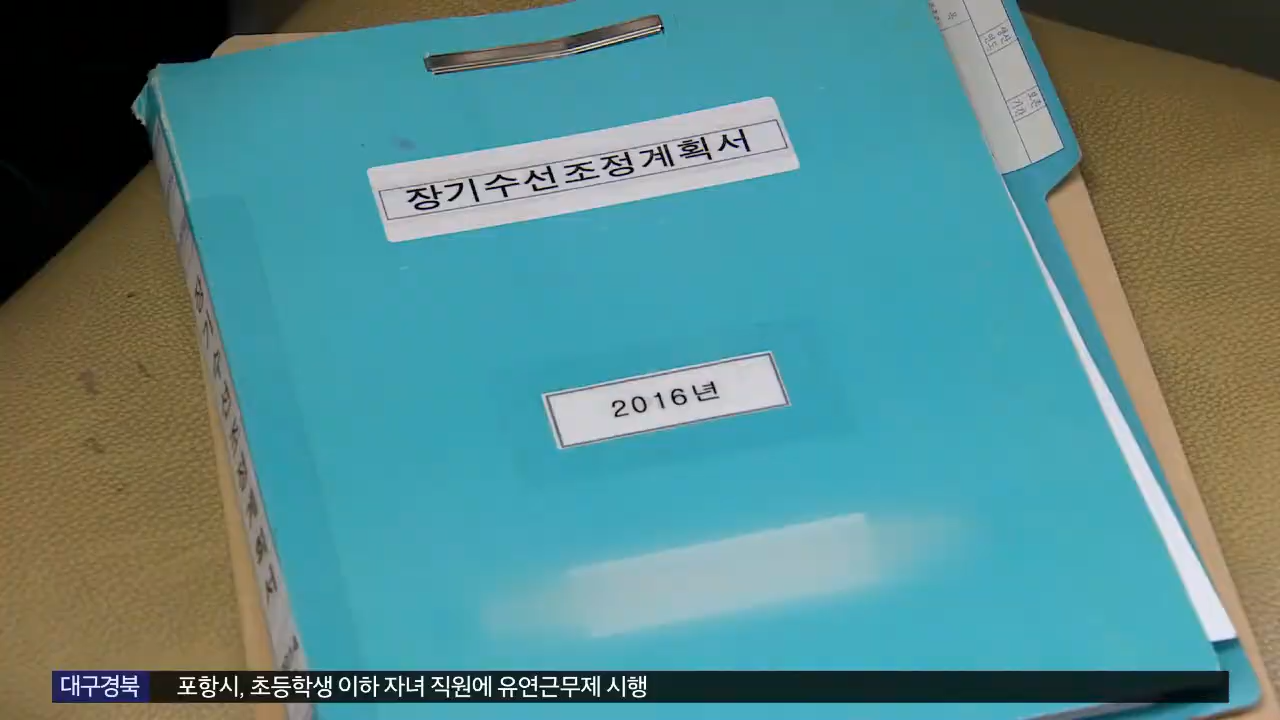 장기수선조정계획서
2016년
대구경북 포항시, 초등학생 이하 자녀 직원에 유연근무제 시행